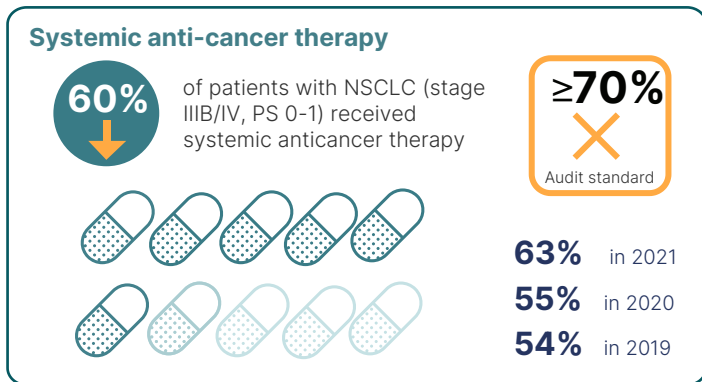 Systemic anti-cancer therapy
60%
of patients with NSCLC (stage
IIIB/IV, PS 0-1) received
systemic anticancer therapy
≥70%
Audit standard
63% in 2021
55% in 2020
54% in 2019